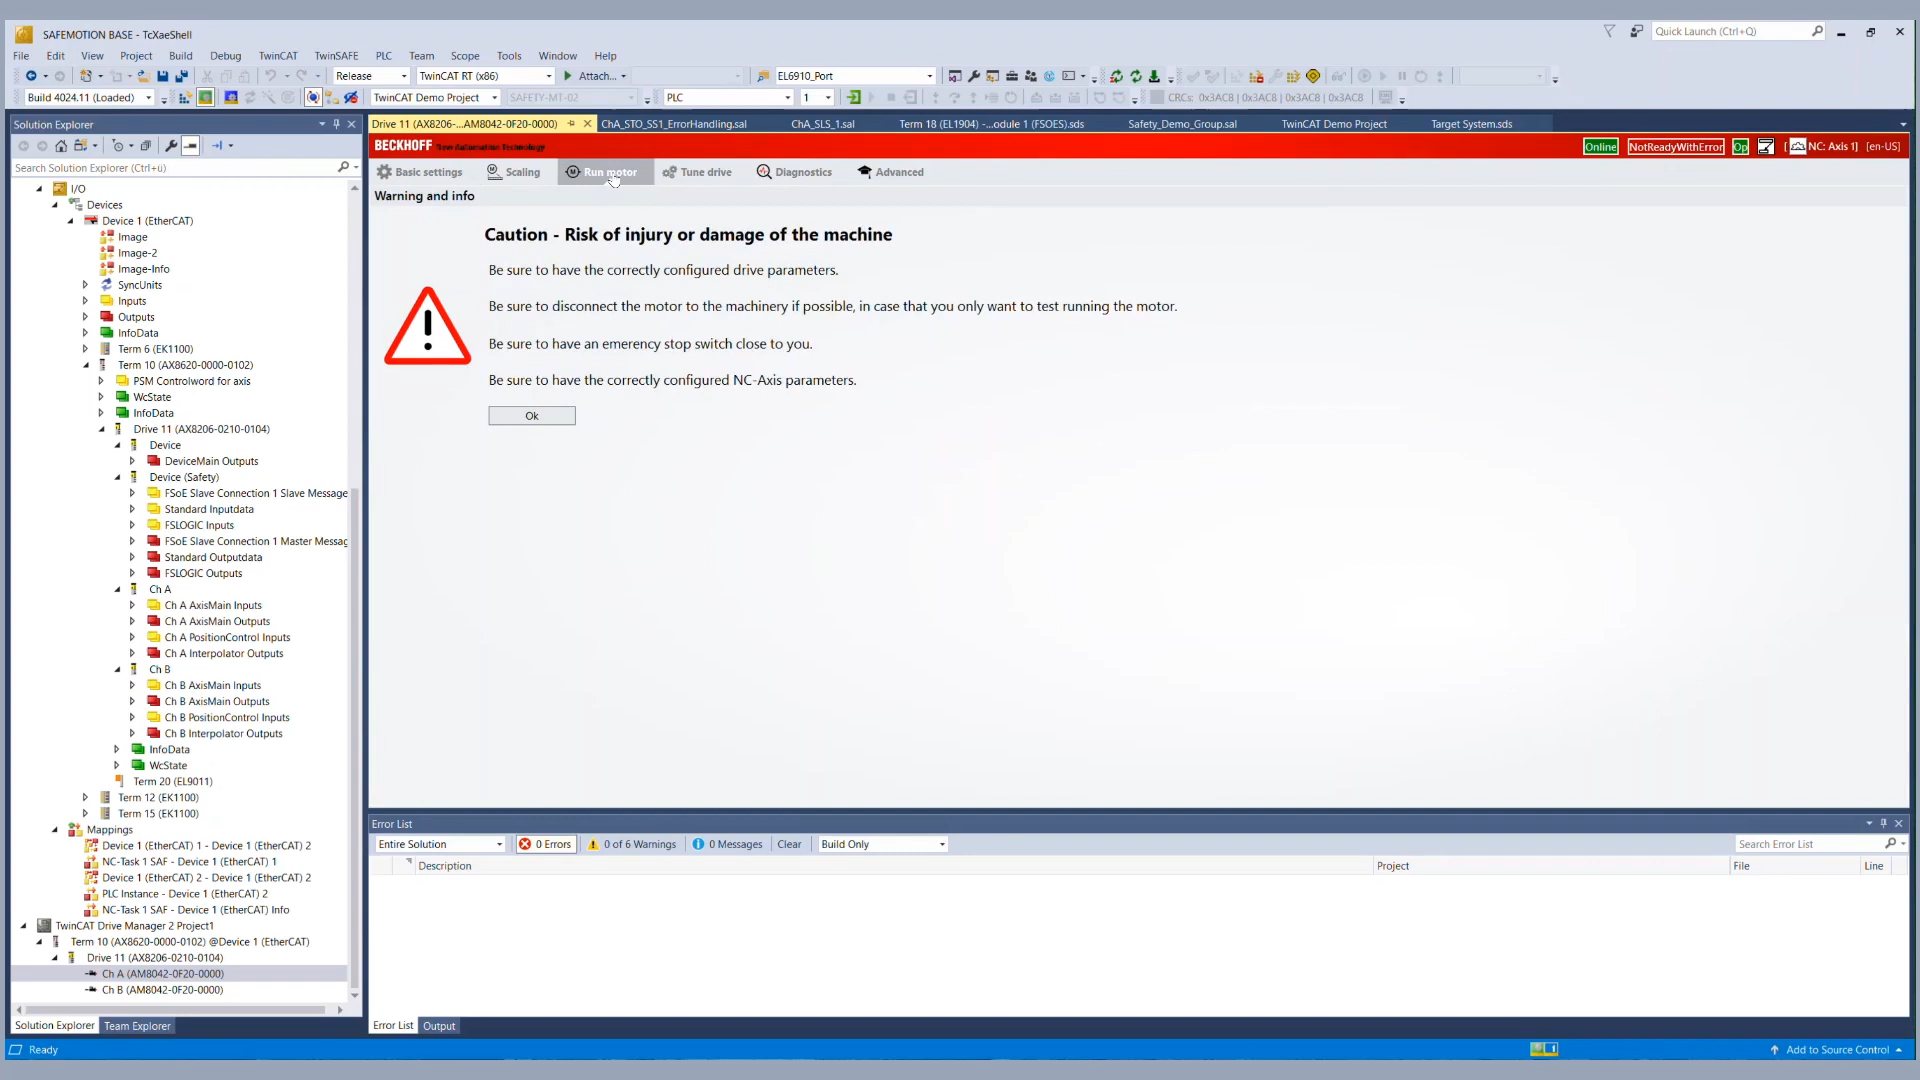 SAFEMOTION BASE - TcXaeShell
Quick Launch (Ctrl+Q)
File Edit View Project Build Debug TwinCAT TwinSAFE PLC Team Scope Tools Window Help
Release TwinCAT RT (x86) Attach... EL6910_Port
Build 4024.11 (Loaded) TwinCAT Demo Project SAFETY-MT-02 PLC 1 CRCs: 0x3AC8 | 0x3AC8 | 0x3AC8 | 0x3AC8
Solution Explorer
Search Solution Explorer (Ctrl+ü)
I/O
Devices
Device 1 (EtherCAT)
Image
Image-2
Image-Info
SyncUnits
Inputs
Outputs
InfoData
Term 6 (EK1100)
Term 10 (AX8620-0000-0102)
PSM Controlword for axis
WcState
InfoData
Drive 11 (AX8206-0210-0104)
Device
DeviceMain Outputs
Device (Safety)
FSoE Slave Connection 1 Slave Message
Standard Inputdata
FSLOGIC Inputs
FSoE Slave Connection 1 Master Messag
Standard Outputdata
FSLOGIC Outputs
Ch A
Ch A AxisMain Inputs
Ch A AxisMain Outputs
Ch A PositionControl Inputs
Ch A Interpolator Outputs
Ch B
Ch B AxisMain Inputs
Ch B AxisMain Outputs
Ch B PositionControl Inputs
Ch B Interpolator Outputs
InfoData
WcState
Term 20 (EL9011)
Term 12 (EK1100)
Term 15 (EK1100)
Mappings
Device 1 (EtherCAT) 1 - Device 1 (EtherCAT) 2
NC-Task 1 SAF - Device 1 (EtherCAT) 1
Device 1 (EtherCAT) 2 - Device 1 (EtherCAT) 2
PLC Instance - Device 1 (EtherCAT) 2
NC-Task 1 SAF - Device 1 (EtherCAT) Info
TwinCAT Drive Manager 2 Project1
Term 10 (AX8620-0000-0102) @Device 1 (EtherCAT)
Drive 11 (AX8206-0210-0104)
Ch A (AM8042-0F20-0000)
Ch B (AM8042-0F20-0000)
Solution Explorer Team Explorer
Drive 11 (AX8206-...AM8042-0F20-0000) ChA_STO_SS1_ErrorHandling.sal ChA_SLS_1.sal Term 18 (EL1904) -...odule 1 (FSOES).sds Safety_Demo_Group.sal TwinCAT Demo Project Target System.sds
BECKHOFF New Automation Technology Online NotReadyWithError Op [ NC: Axis 1] [en-US]
Basic settings Scaling Run motor Tune drive Diagnostics Advanced
Warning and info
Caution - Risk of injury or damage of the machine
Be sure to have the correctly configured drive parameters.
Be sure to disconnect the motor to the machinery if possible, in case that you only want to test running the motor.
Be sure to have an emerency stop switch close to you.
Be sure to have the correctly configured NC-Axis parameters.
Ok
Error List
Entire Solution 0 Errors 0 of 6 Warnings 0 Messages Clear Build Only Search Error List
Description Project File Line
Error List Output
Ready 1 Add to Source Control